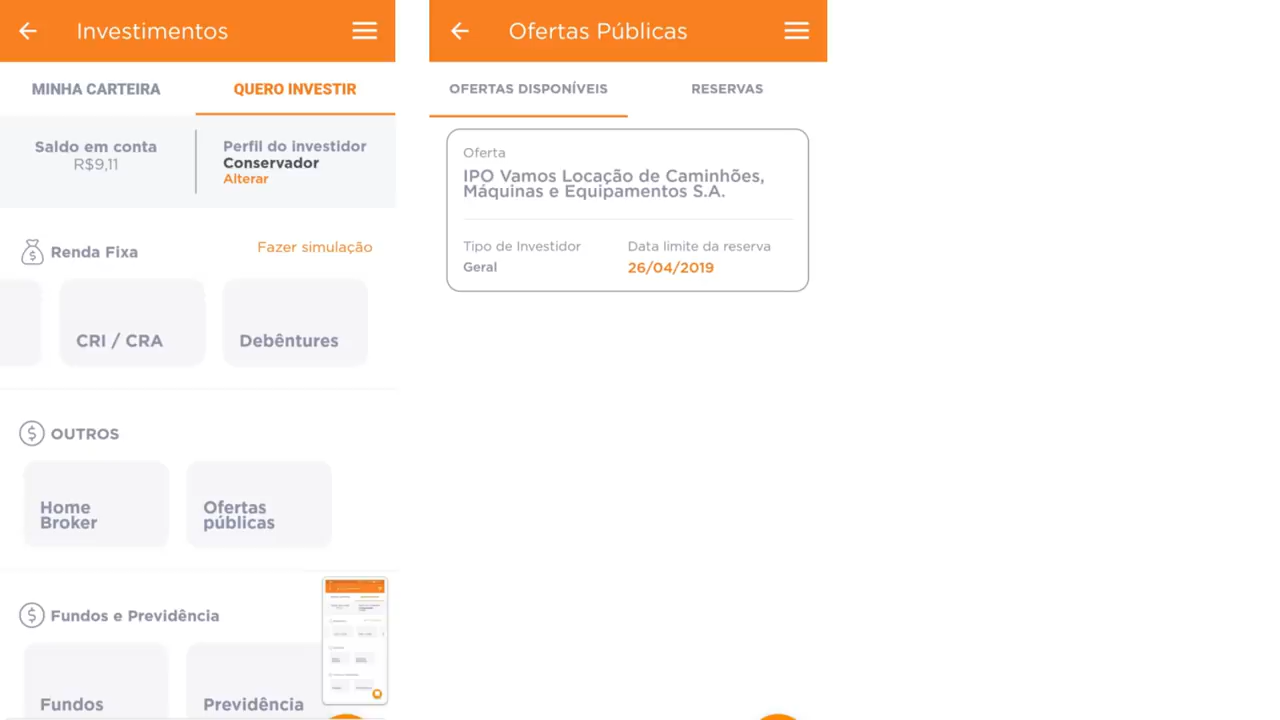 Investimentos
MINHA CARTEIRA
QUERO INVESTIR
Saldo em conta
R$9,11
Perfil do investidor
Conservador
Alterar
Renda Fixa
Fazer simulação
CRI / CRA
Debêntures
OUTROS
Home
Broker
Ofertas
públicas
Fundos e Previdência
Fundos
Previdência
Ofertas Públicas
OFERTAS DISPONÍVEIS
RESERVAS
Oferta
IPO Vamos Locação de Caminhões,
Máquinas e Equipamentos S.A.
Tipo de Investidor
Geral
Data limite da reserva
26/04/2019